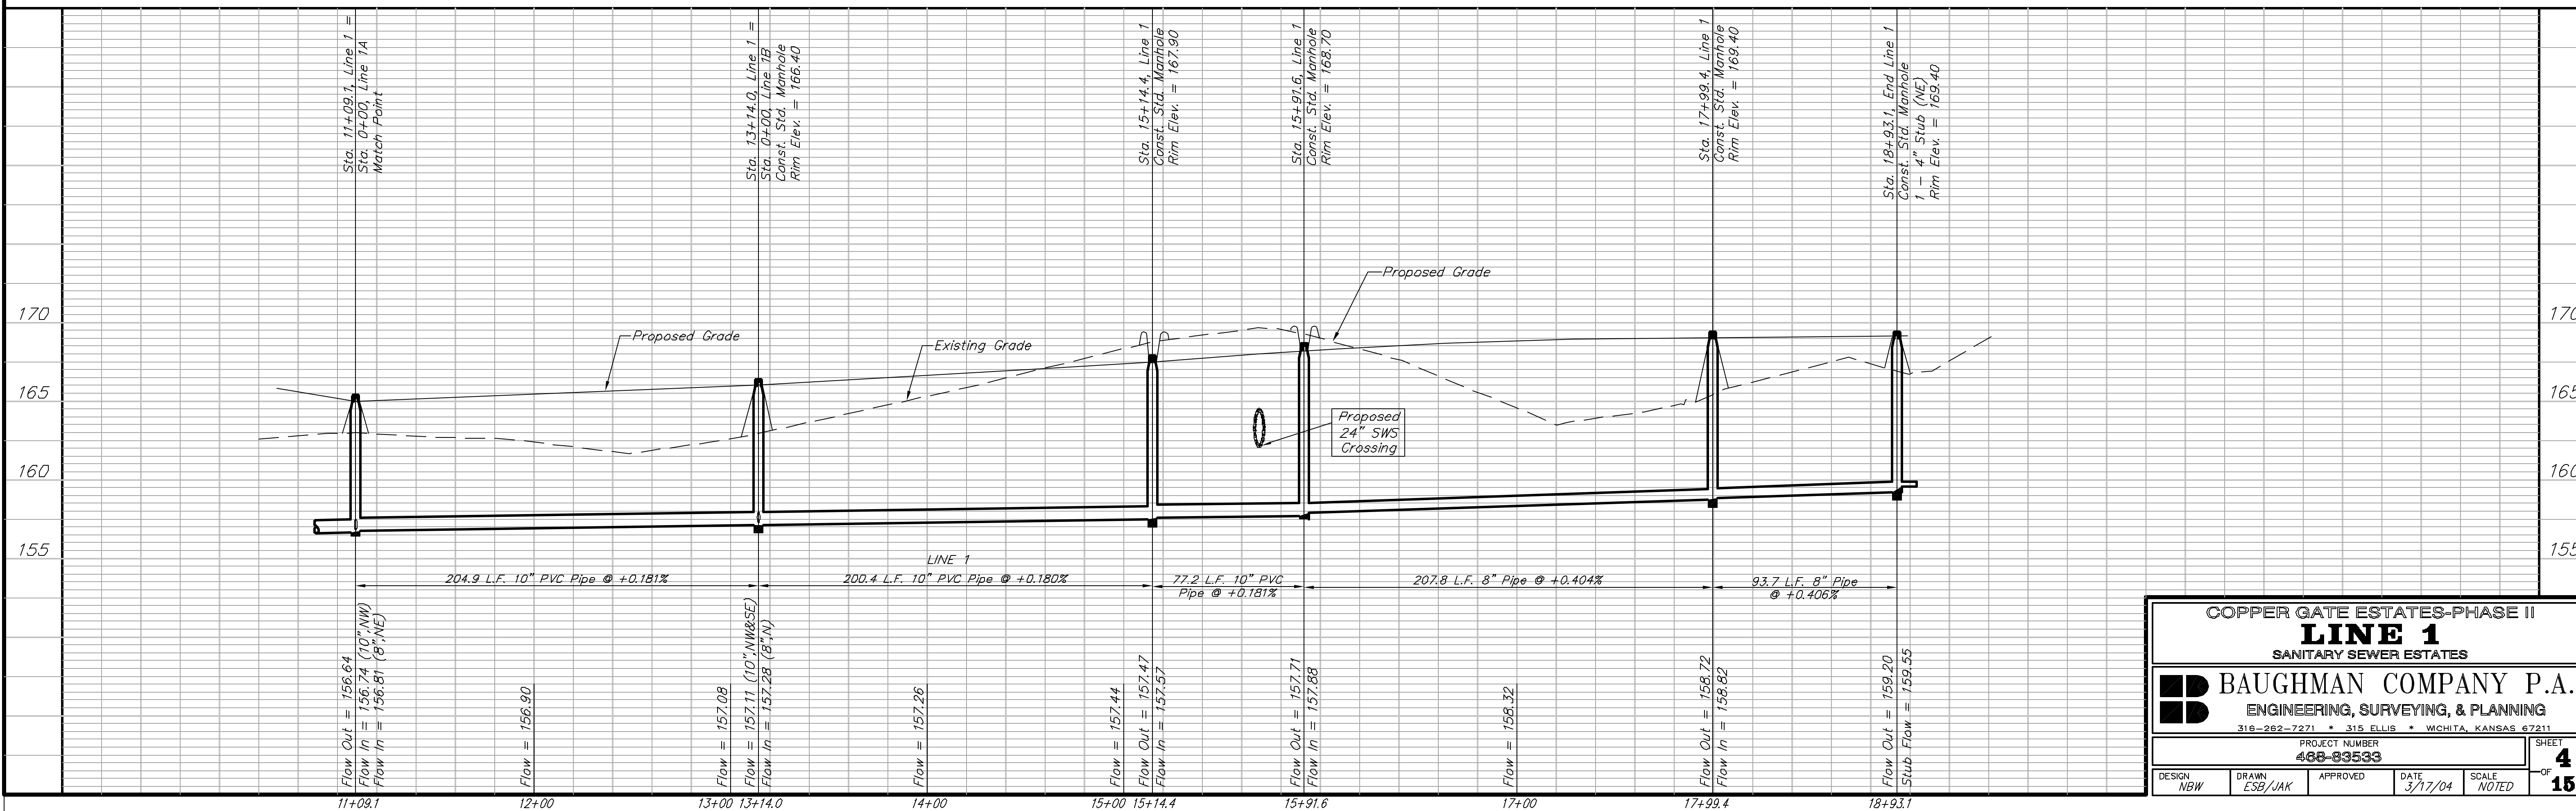 Sta. 11+09.1, Line 1 =
Sta. 0+00, Line 1A
Match Point
Sta. 13+14.0, Line 1 =
Sta. 0+00, Line 1B
Const. Std. Manhole
Rim Elev. = 166.40
Sta. 15+14.4, Line 1
Const. Std. Manhole
Rim Elev. = 167.90
Sta. 15+91.6, Line 1
Const. Std. Manhole
Rim Elev. = 168.70
Sta. 17+99.4, Line 1
Const. Std. Manhole
Rim Elev. = 169.40
Sta. 18+93.1, End Line 1
Const. Std. Manhole
1 - 4" Stub (NE)
Rim Elev. = 169.40
170
165
160
155
170
165
160
155
Proposed Grade
Existing Grade
Proposed Grade
Proposed
24" SWS
Crossing
LINE 1
204.9 L.F. 10" PVC Pipe @ +0.181%
200.4 L.F. 10" PVC Pipe @ +0.180%
77.2 L.F. 10" PVC
Pipe @ +0.181%
207.8 L.F. 8" Pipe @ +0.404%
93.7 L.F. 8" Pipe
@ +0.406%
Flow Out = 156.64
Flow In = 156.74 (10",NW)
Flow In = 156.81 (8",NE)
Flow = 156.90
Flow = 157.08
Flow = 157.11 (10",NW&SE)
Flow In = 157.28 (8",N)
Flow = 157.26
Flow = 157.44
Flow Out = 157.47
Flow In = 157.57
Flow Out = 157.71
Flow In = 157.88
Flow = 158.32
Flow Out = 158.72
Flow In = 158.82
Flow Out = 159.20
Stub Flow = 159.55
11+09.1
12+00
13+00
13+14.0
14+00
15+00
15+14.4
15+91.6
17+00
17+99.4
18+93.1
COPPER GATE ESTATES-PHASE II
LINE 1
SANITARY SEWER ESTATES
BAUGHMAN COMPANY P.A.
ENGINEERING, SURVEYING, & PLANNING
316-262-7271 * 315 ELLIS * WICHITA, KANSAS 67211
PROJECT NUMBER
468-83533
SHEET
4
OF
15
DESIGN
NBW
DRAWN
ESB/JAK
APPROVED
DATE
3/17/04
SCALE
NOTED